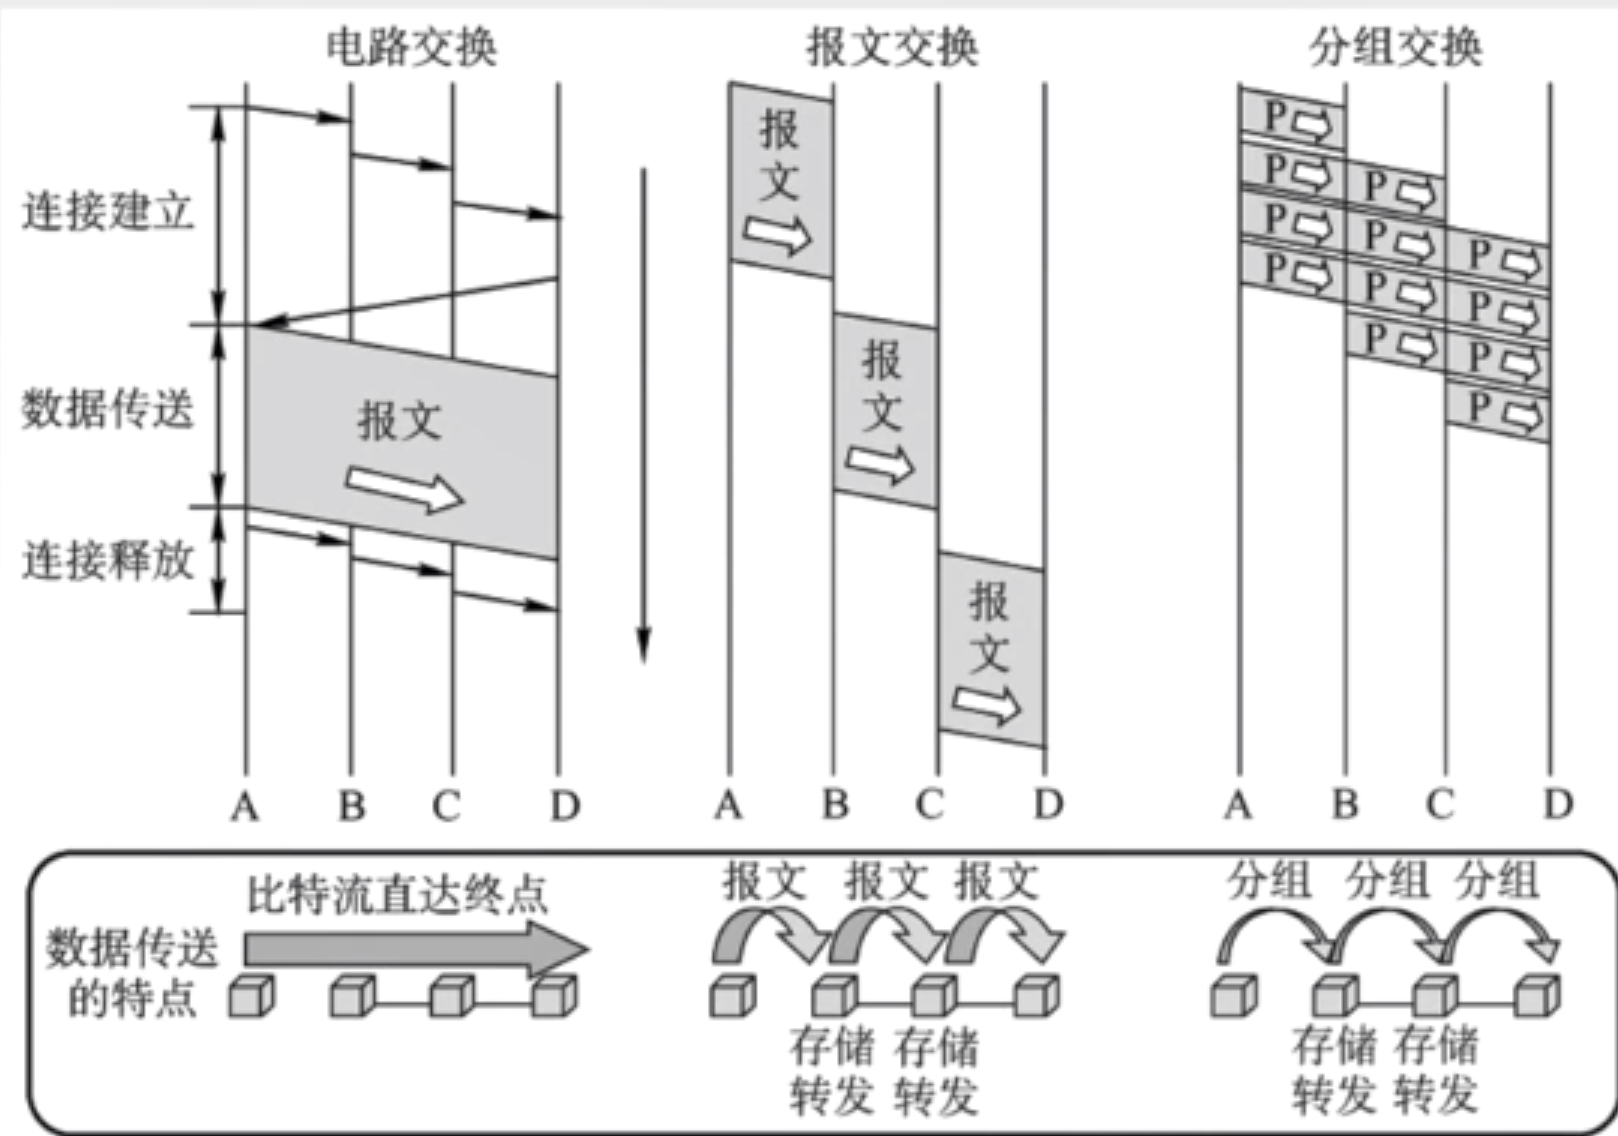 电路交换
报文交换
分组交换
连接建立
数据传送
连接释放
报文
报
文
报
文
报
文
P
P
P
P
P
P
P
P
P
P
P
P
A B C D
A B C D
A B C D
数据传送
的特点
比特流直达终点
报文 报文 报文
存储 存储
转发 转发
分组 分组 分组
存储 存储
转发 转发